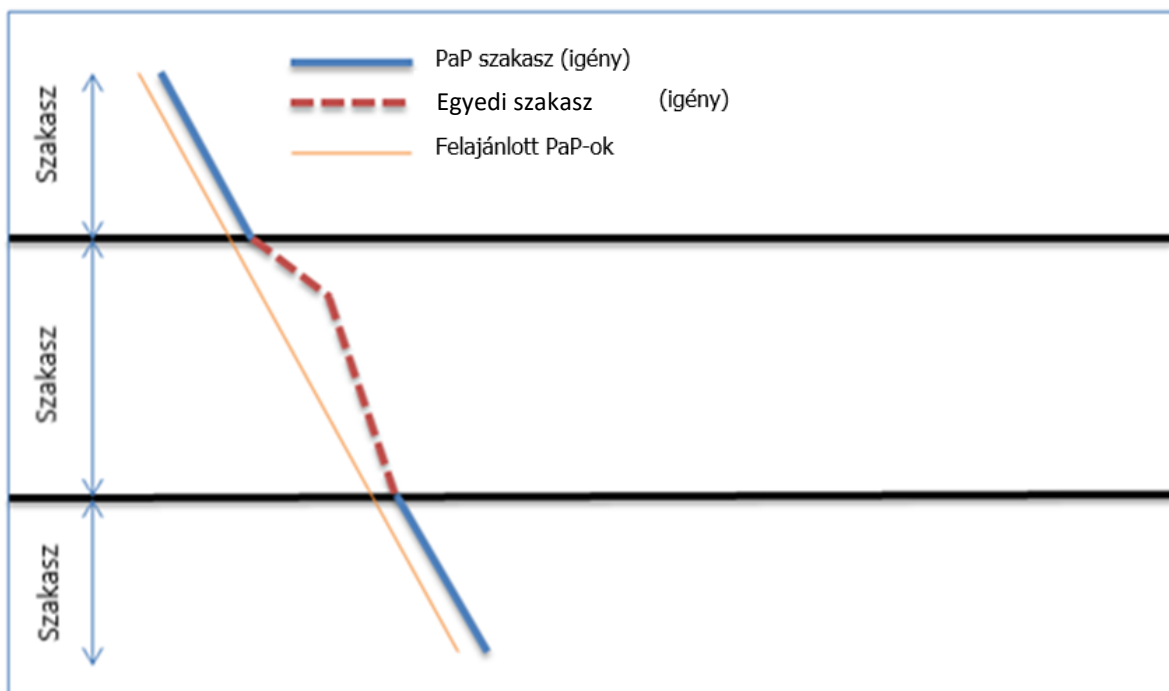 PaP szakasz (igény)
Egyedi szakasz (igény)
Felajánlott PaP-ok
Szakasz
Szakasz
Szakasz